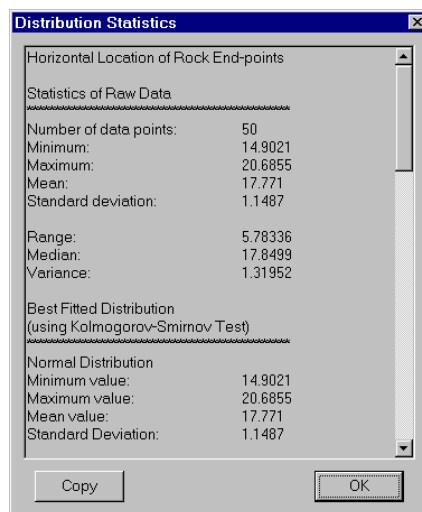 Distribution Statistics
Horizontal Location of Rock End-points
Statistics of Raw Data
Number of data points: 50
Minimum: 14.9021
Maximum: 20.6855
Mean: 17.771
Standard deviation: 1.1487
Range: 5.78336
Median: 17.8499
Variance: 1.31952
Best Fitted Distribution
(using Kolmogorov-Smirnov Test)
Normal Distribution
Minimum value: 14.9021
Maximum value: 20.6855
Mean value: 17.771
Standard Deviation: 1.1487
Copy OK